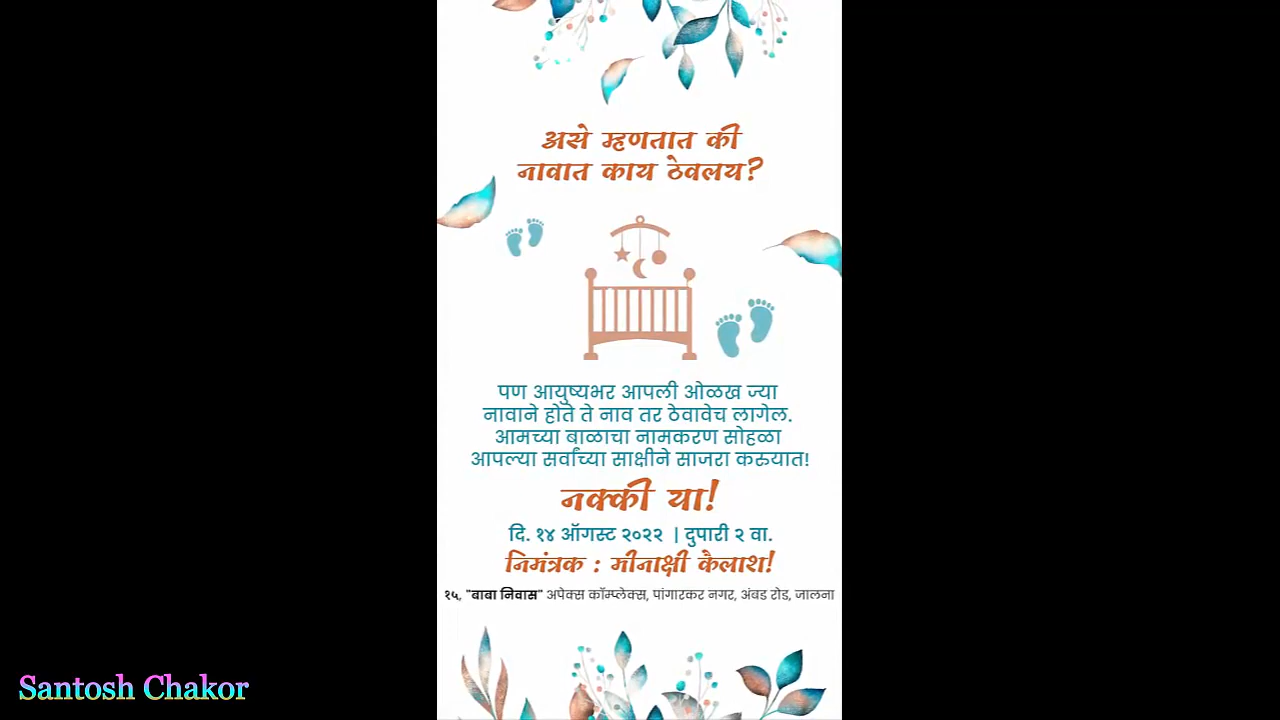 असे म्हणतात की
नावात काय ठेवलय?
पण आयुष्यभर आपली ओळख ज्या
नावाने होते ते नाव तर ठेवावेच लागेल.
आमच्या बाळाचा नामकरण सोहळा
आपल्या सर्वांच्या साक्षीने साजरा करुयात!
नक्की या!
दि. १४ ऑगस्ट २०२२ | दुपारी २ वा.
निमंत्रक : मीनाक्षी कैलाश!
१५, "बाबा निवास" अपेक्स कॉम्प्लेक्स, पांगारकर नगर, अंबड रोड, जालना
Santosh Chakor